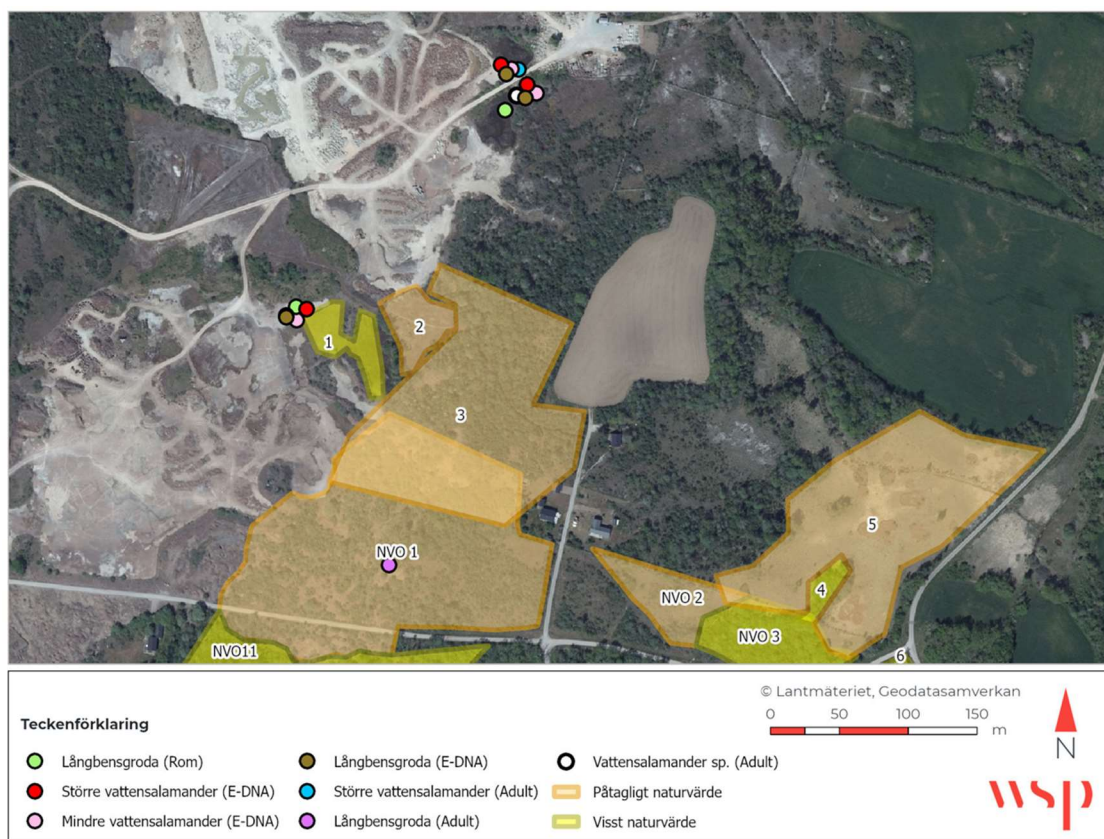 1
2
3
NVO 1
5
4
NVO 2
NVO 3
NVO11
6
© Lantmäteriet, Geodatasamverkan
0 50 100 150
m
N
Teckenförklaring
Långbensgroda (Rom)
Större vattensalamander (E-DNA)
Mindre vattensalamander (E-DNA)
Långbensgroda (E-DNA)
Större vattensalamander (Adult)
Långbensgroda (Adult)
Vattensalamander sp. (Adult)
Påtagligt naturvärde
Visst naturvärde
wsp